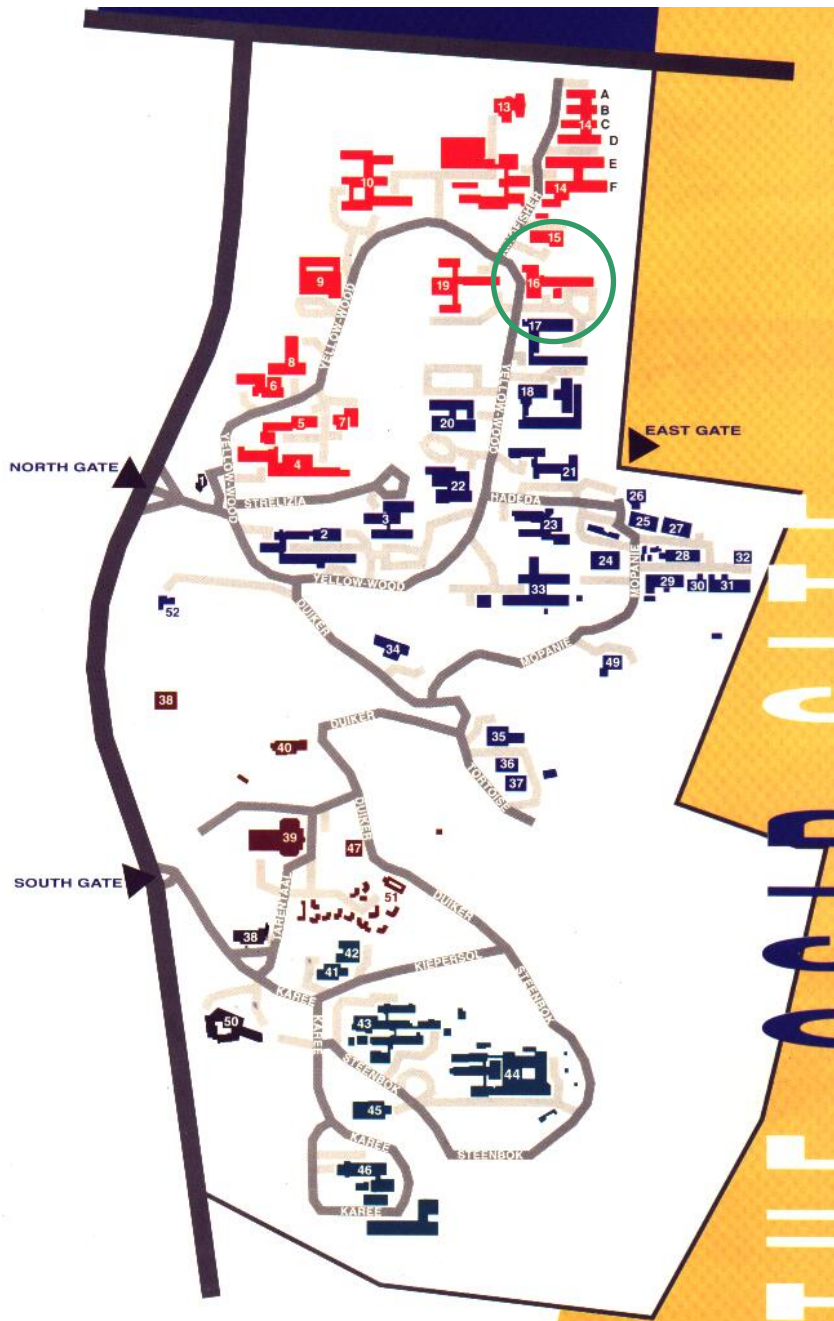 13
A
B
14
C
D
E
10
14
F
KINGFISHER
15
9
19
16
YELLOW-WOOD
17
8
6
YELLOW-WOOD
18
5
7
20
EAST GATE
YELLOW-WOOD
4
NORTH GATE
1
22
21
STRELIZIA
HADEDA
26
3
23
25
27
2
24
28
32
MOPANIE
YELLOW-WOOD
33
29
30
31
52
DUIKER
34
MOPANIE
49
38
DUIKER
35
40
36
37
TORTOISE
DUIKER
39
47
SOUTH GATE
TARENTAAL
51
DUIKER
38
42
KIEPERSOL
41
STEENBOK
KAREE
50
43
KAREE
STEENBOK
44
45
KAREE
STEENBOK
46
KAREE